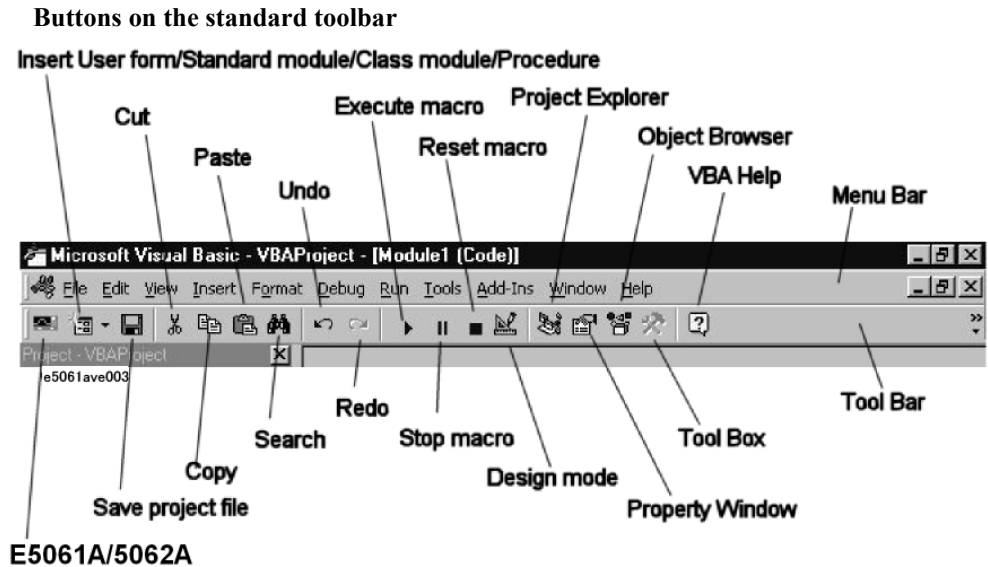 Buttons on the standard toolbar
Insert User form/Standard module/Class module/Procedure
Execute macro
Project Explorer
Cut
Reset macro
Object Browser
Paste
VBA Help
Undo
Menu Bar
Microsoft Visual Basic - VBAProject - [Module1 (Code)]
File Edit View Insert Format Debug Run Tools Add-Ins Window Help
Project - VBAProject
e5061ave003
Redo
Tool Bar
Search
Stop macro
Tool Box
Copy
Design mode
Save project file
Property Window
E5061A/5062A